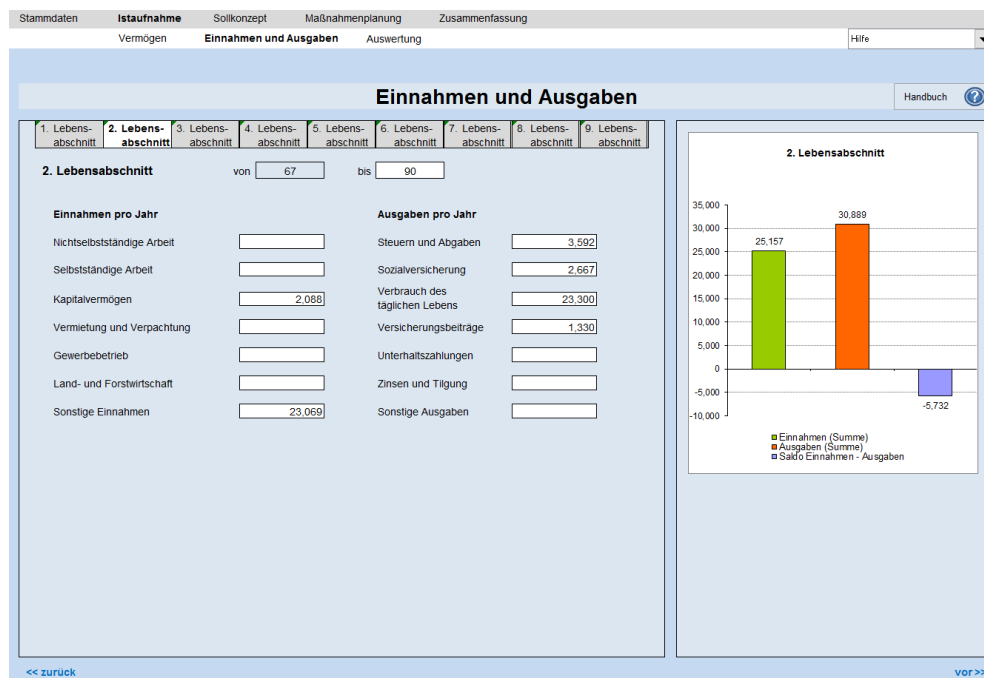 Stammdaten Istaufnahme Sollkonzept Maßnahmenplanung Zusammenfassung
Vermögen Einnahmen und Ausgaben Auswertung Hilfe
Einnahmen und Ausgaben
Handbuch ?
1. Lebens- abschnitt
2. Lebens- abschnitt
3. Lebens- abschnitt
4. Lebens- abschnitt
5. Lebens- abschnitt
6. Lebens- abschnitt
7. Lebens- abschnitt
8. Lebens- abschnitt
9. Lebens- abschnitt
2. Lebensabschnitt von 67 bis 90
Einnahmen pro Jahr
Nichtselbstständige Arbeit
Selbstständige Arbeit
Kapitalvermögen 2,088
Vermietung und Verpachtung
Gewerbebetrieb
Land- und Forstwirtschaft
Sonstige Einnahmen 23,069
Ausgaben pro Jahr
Steuern und Abgaben 3,592
Sozialversicherung 2,667
Verbrauch des
täglichen Lebens 23,300
Versicherungsbeiträge 1,330
Unterhaltszahlungen
Zinsen und Tilgung
Sonstige Ausgaben
2. Lebensabschnitt
35,000
30,000
25,000
20,000
15,000
10,000
5,000
0
-5,000
-10,000
25,157
30,889
-5,732
Einnahmen (Summe)
Ausgaben (Summe)
Saldo Einnahmen - Ausgaben
<< zurück
vor >>